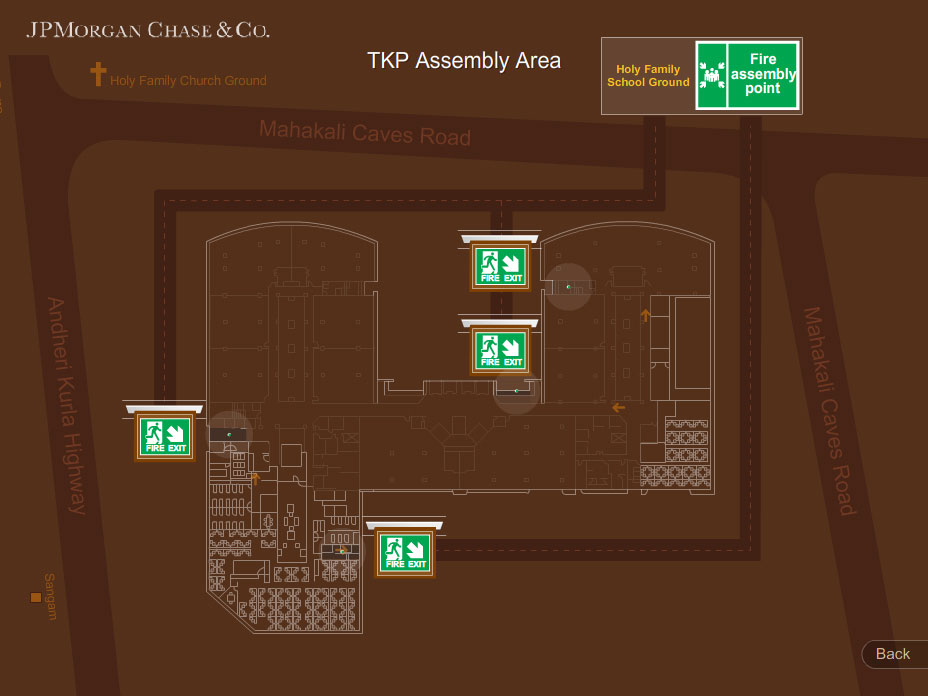 JPMORGAN CHASE & CO.
TKP Assembly Area
Holy Family
School Ground
Fire
assembly
point
Holy Family Church Ground
Mahakali Caves Road
FIRE EXIT
FIRE EXIT
FIRE EXIT
FIRE EXIT
Andheri Kurla Highway
Mahakali Caves Road
Sangam
Back